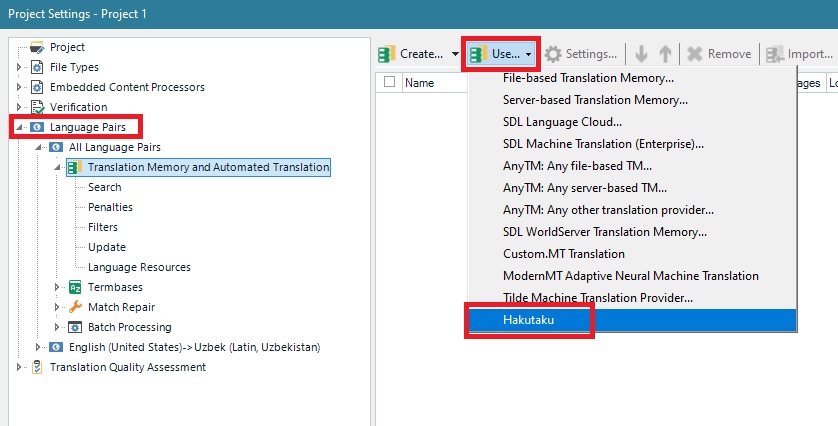 Project Settings - Project 1
Project
File Types
Embedded Content Processors
Verification
Language Pairs
All Language Pairs
Translation Memory and Automated Translation
Search
Penalties
Filters
Update
Language Resources
Termbases
Match Repair
Batch Processing
English (United States)->Uzbek (Latin, Uzbekistan)
Translation Quality Assessment
Create... Use... Settings... Remove Import...
Name
File-based Translation Memory...
Server-based Translation Memory...
SDL Language Cloud...
SDL Machine Translation (Enterprise)...
AnyTM: Any file-based TM...
AnyTM: Any server-based TM...
AnyTM: Any other translation provider...
SDL WorldServer Translation Memory...
Custom.MT Translation
ModernMT Adaptive Neural Machine Translation
Tilde Machine Translation Provider...
Hakutaku